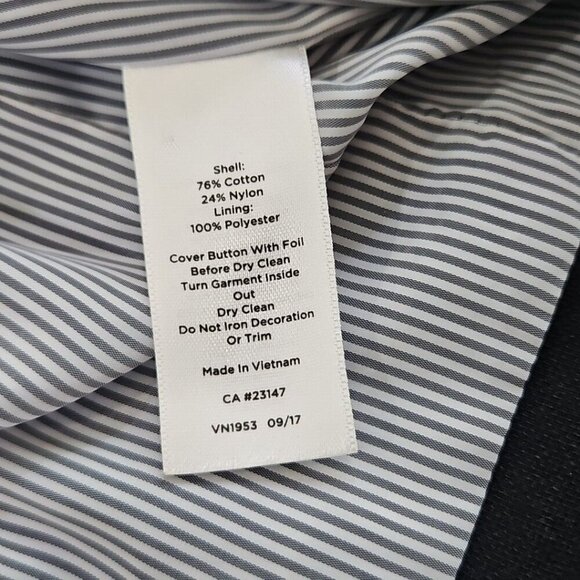 Shell:
76% Cotton
24% Nylon
Lining:
100% Polyester
Cover Button With Foil
Before Dry Clean
Turn Garment Inside
Out
Dry Clean
Do Not Iron Decoration
Or Trim
Made In Vietnam
CA #23147
VN1953 09/17